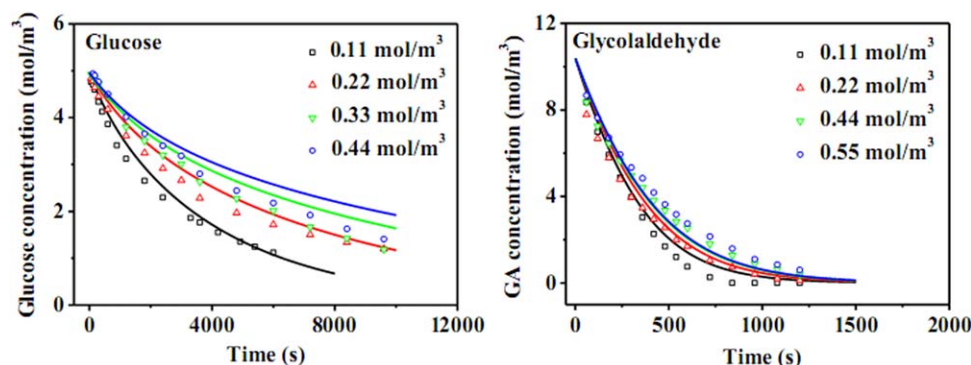 Glucose
0.11 mol/m³
0.22 mol/m³
0.33 mol/m³
0.44 mol/m³
Glucose concentration (mol/m³)
6
4
2
0
0 4000 8000 12000
Time (s)
Glycolaldehyde
0.11 mol/m³
0.22 mol/m³
0.44 mol/m³
0.55 mol/m³
GA concentration (mol/m³)
12
8
4
0
0 500 1000 1500 2000
Time (s)